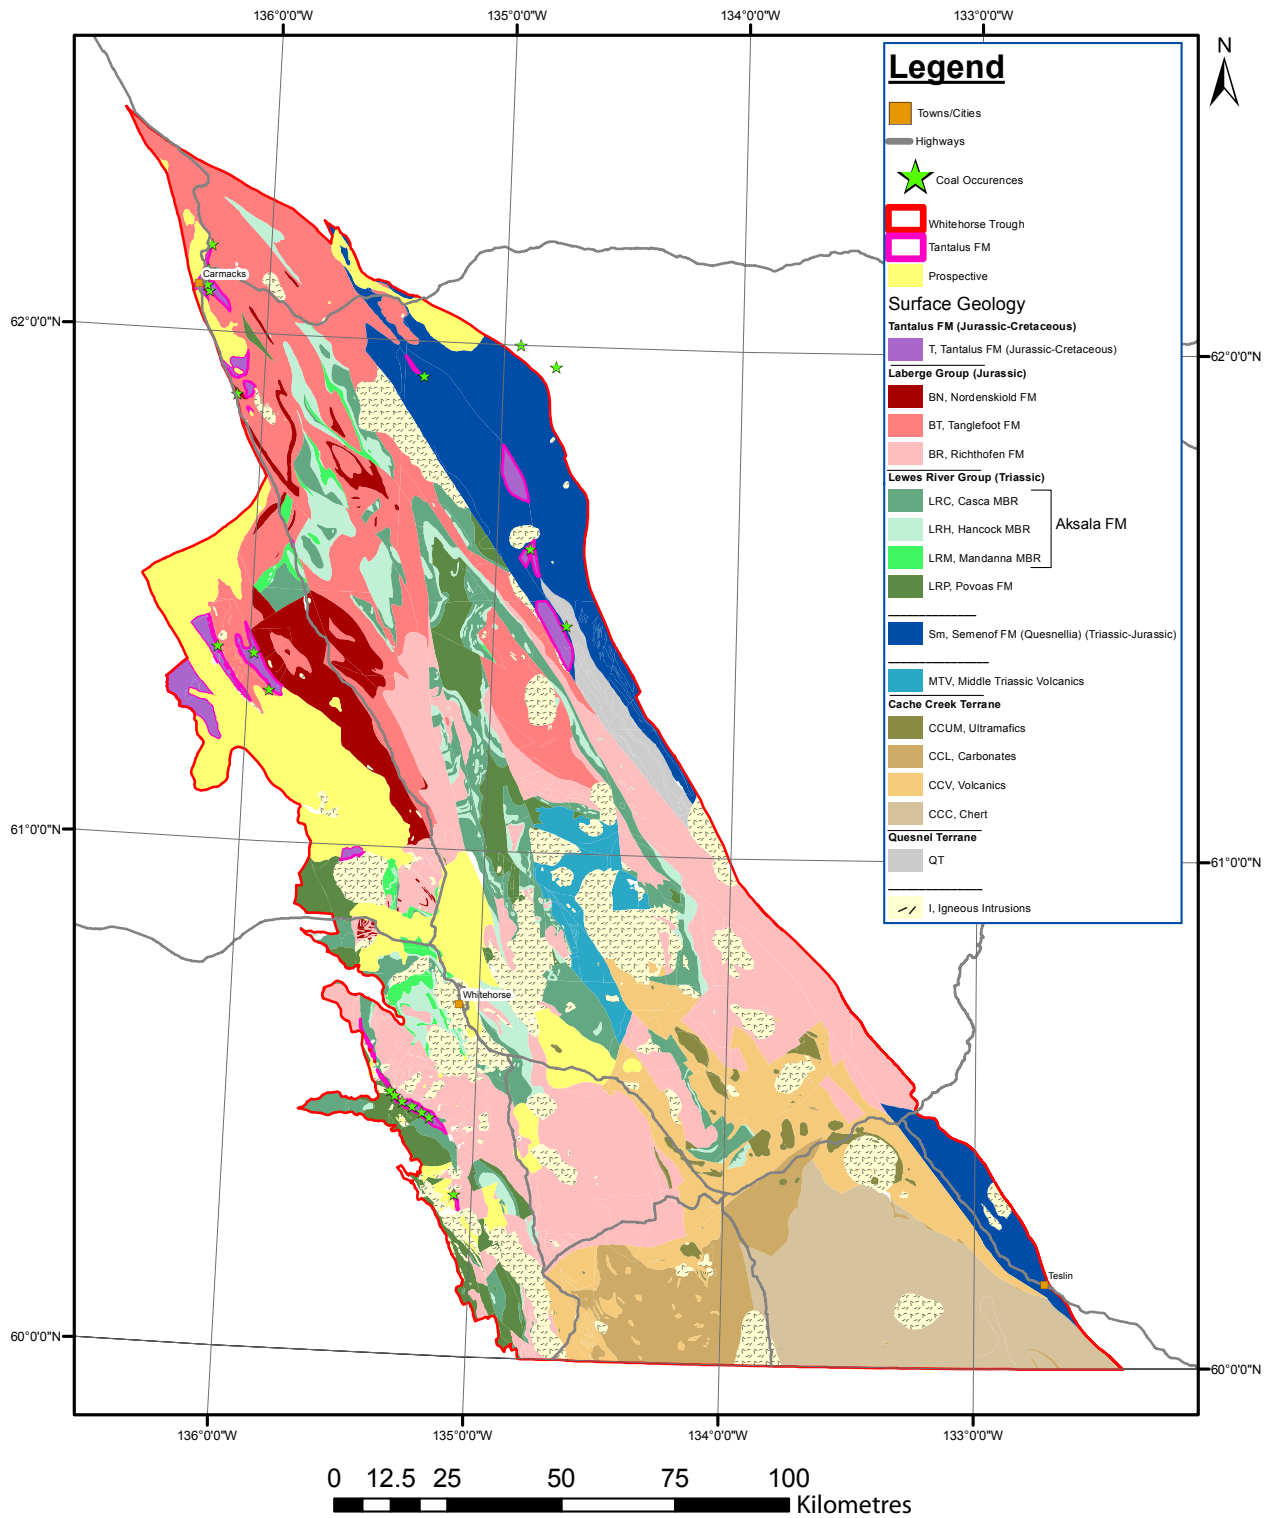 136°0'0"W 135°0'0"W 134°0'0"W 133°0'0"W
N
Legend
Towns/Cities
Highways
Coal Occurences
Whitehorse Trough
Tantalus FM
Prospective
Surface Geology
Tantalus FM (Jurassic-Cretaceous)
T, Tantalus FM (Jurassic-Cretaceous)
Laberge Group (Jurassic)
BN, Nordenskiold FM
BT, Tanglefoot FM
BR, Richthofen FM
Lewes River Group (Triassic)
LRC, Casca MBR
LRH, Hancock MBR
Aksala FM
LRM, Mandanna MBR
LRP, Povoas FM
Sm, Semenof FM (Quesnellia) (Triassic-Jurassic)
MTV, Middle Triassic Volcanics
Cache Creek Terrane
CCUM, Ultramafics
CCL, Carbonates
CCV, Volcanics
CCC, Chert
Quesnel Terrane
QT
I, Igneous Intrusions
Carmacks
62°0'0"N
62°0'0"N
61°0'0"N
61°0'0"N
Whitehorse
Teslin
60°0'0"N
60°0'0"N
136°0'0"W 135°0'0"W 134°0'0"W 133°0'0"W
0 12.5 25 50 75 100
Kilometres